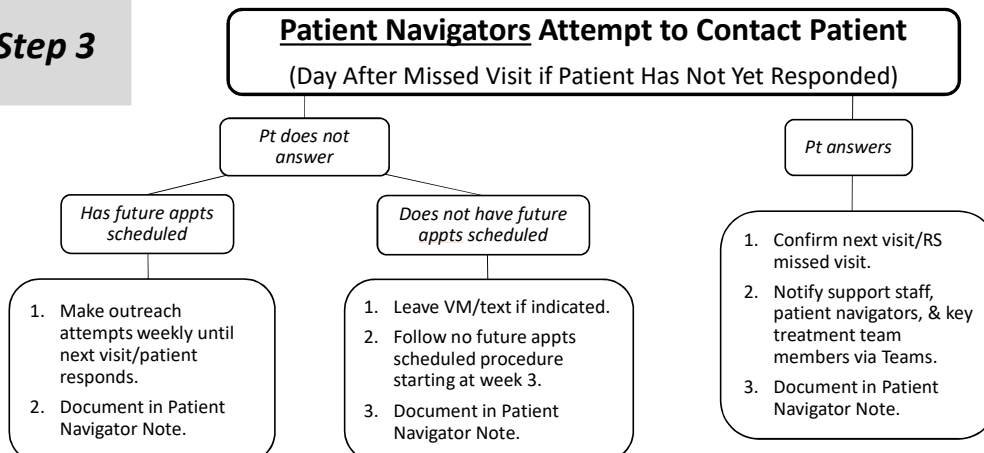 Step 3
Patient Navigators Attempt to Contact Patient
(Day After Missed Visit if Patient Has Not Yet Responded)
Pt does not
answer
Pt answers
Has future appts
scheduled
Does not have future
appts scheduled
1. Make outreach
attempts weekly until
next visit/patient
responds.
2. Document in Patient
Navigator Note.
1. Leave VM/text if indicated.
2. Follow no future appts
scheduled procedure
starting at week 3.
3. Document in Patient
Navigator Note.
1. Confirm next visit/RS
missed visit.
2. Notify support staff,
patient navigators, & key
treatment team
members via Teams.
3. Document in Patient
Navigator Note.